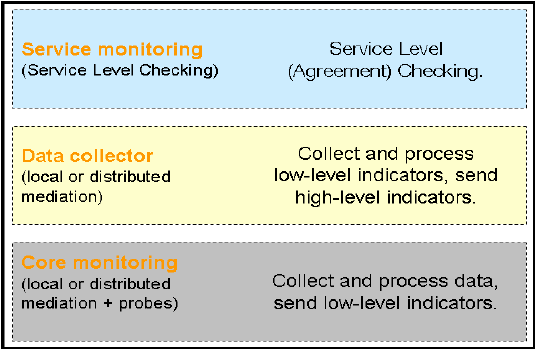 Service monitoring
(Service Level Checking)
Service Level
(Agreement) Checking.
Data collector
(local or distributed
mediation)
Collect and process
low-level indicators, send
high-level indicators.
Core monitoring
(local or distributed
mediation + probes)
Collect and process data,
send low-level indicators.